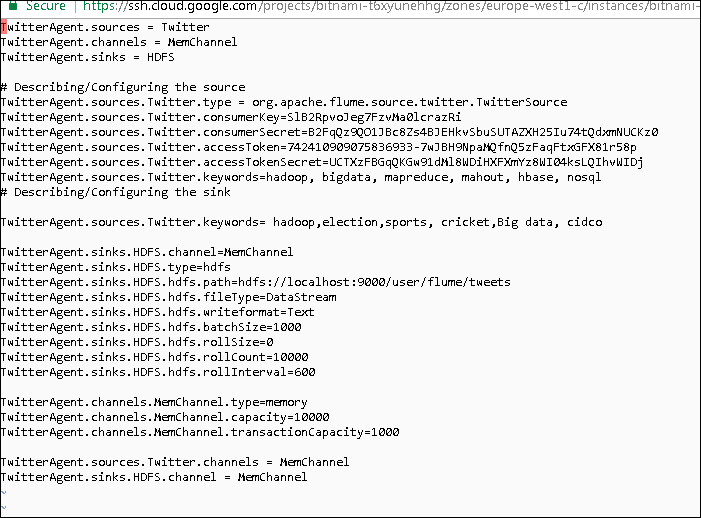 Secure https://ssh.cloud.google.com/projects/bitnami-t6xyunehhg/zones/europe-west1-c/instances/bitnami-
TwitterAgent.sources = Twitter
TwitterAgent.channels = MemChannel
TwitterAgent.sinks = HDFS
# Describing/Configuring the source
TwitterAgent.sources.Twitter.type = org.apache.flume.source.twitter.TwitterSource
TwitterAgent.sources.Twitter.consumerKey=SlB2RpvoJeg7FzvMa0lcrazRi
TwitterAgent.sources.Twitter.consumerSecret=B2FqQz9QO1JBc8Zs4BJEHkvSbuSUTAZXH25Iu74tQdxmNUCKz0
TwitterAgent.sources.Twitter.accessToken=742410909075836933-7wJBH9NpaMQfnQ5zFaqFtxGFX81r58p
TwitterAgent.sources.Twitter.accessTokenSecret=UCTXzFBGqQKGw91dMl8WDiHXFXmYz8WI04ksLQIhvWIDj
TwitterAgent.sources.Twitter.keywords=hadoop, bigdata, mapreduce, mahout, hbase, nosql
# Describing/Configuring the sink
TwitterAgent.sources.Twitter.keywords= hadoop,election,sports, cricket,Big data, cidco
TwitterAgent.sinks.HDFS.channel=MemChannel
TwitterAgent.sinks.HDFS.type=hdfs
TwitterAgent.sinks.HDFS.hdfs.path=hdfs://localhost:9000/user/flume/tweets
TwitterAgent.sinks.HDFS.hdfs.fileType=DataStream
TwitterAgent.sinks.HDFS.hdfs.writeformat=Text
TwitterAgent.sinks.HDFS.hdfs.batchSize=1000
TwitterAgent.sinks.HDFS.hdfs.rollSize=0
TwitterAgent.sinks.HDFS.hdfs.rollCount=10000
TwitterAgent.sinks.HDFS.hdfs.rollInterval=600
TwitterAgent.channels.MemChannel.type=memory
TwitterAgent.channels.MemChannel.capacity=10000
TwitterAgent.channels.MemChannel.transactionCapacity=1000
TwitterAgent.sources.Twitter.channels = MemChannel
TwitterAgent.sinks.HDFS.channel = MemChannel
~
~